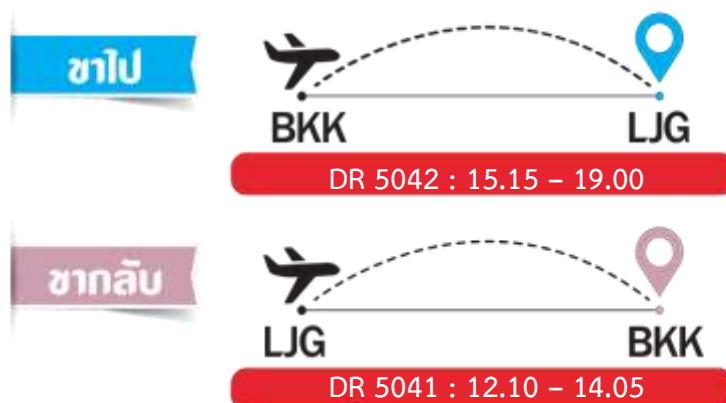 ขาไป
BKK LJG
DR 5042 : 15.15 – 19.00
ขากลับ
LJG BKK
DR 5041 : 12.10 – 14.05